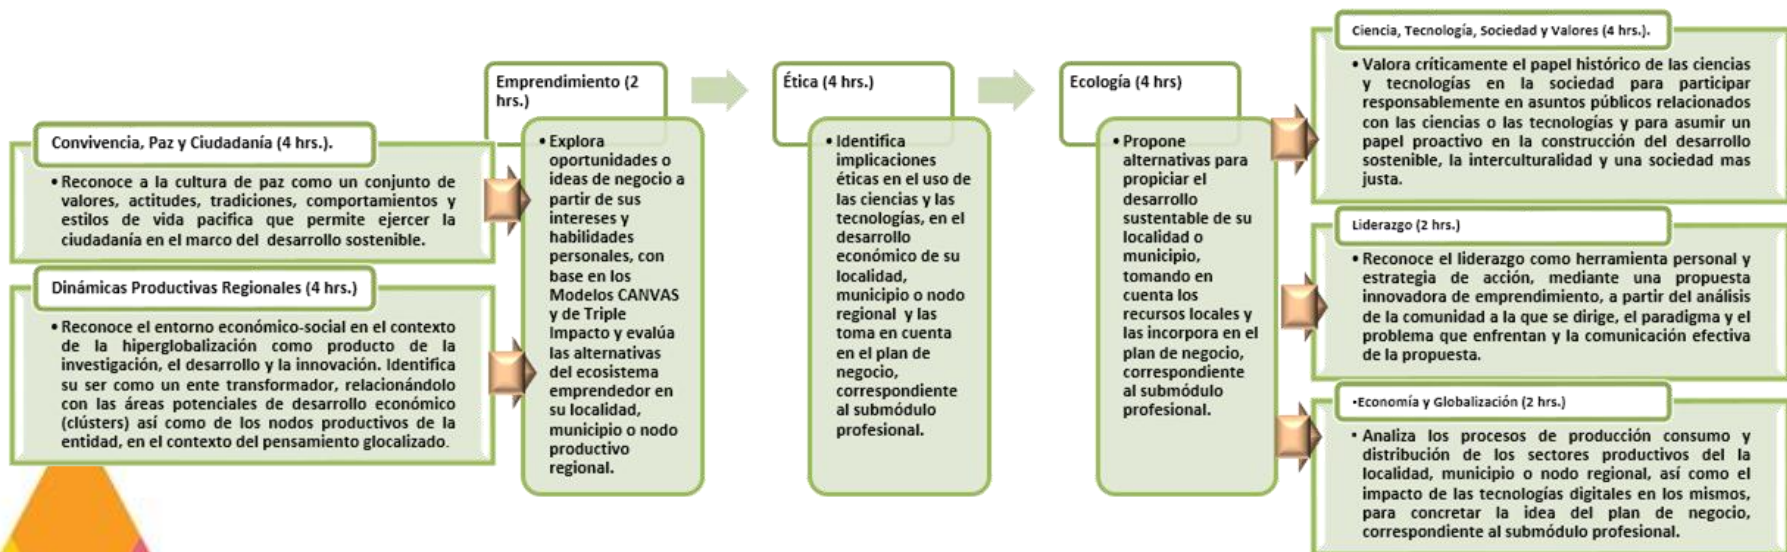 Convivencia, Paz y Ciudadanía (4 hrs.).
• Reconoce a la cultura de paz como un conjunto de
valores, actitudes, tradiciones, comportamientos y
estilos de vida pacifica que permite ejercer la
ciudadanía en el marco del desarrollo sostenible.
Dinámicas Productivas Regionales (4 hrs.)
• Reconoce el entorno económico-social en el contexto
de la hiperglobalización como producto de la
investigación, el desarrollo y la innovación. Identifica
su ser como un ente transformador, relacionándolo
con las áreas potenciales de desarrollo económico
(clústers) así como de los nodos productivos de la
entidad, en el contexto del pensamiento glocalizado.
Emprendimiento (2
hrs.)
• Explora
oportunidades o
ideas de negocio a
partir de sus
intereses y
habilidades
personales, con
base en los
Modelos CANVAS
y de Triple
Impacto y evalúa
las alternativas
del ecosistema
emprendedor en
su localidad,
municipio o nodo
productivo
regional.
Ética (4 hrs.)
• Identifica
implicaciones
éticas en el uso de
las ciencias y las
tecnologías, en el
desarrollo
económico de su
localidad,
municipio o nodo
regional y las
toma en cuenta
en el plan de
negocio,
correspondiente
al submódulo
profesional.
Ecología (4 hrs)
• Propone
alternativas para
propiciar el
desarrollo
sustentable de su
localidad o
municipio,
tomando en
cuenta los
recursos locales y
las incorpora en el
plan de negocio,
correspondiente
al submódulo
profesional.
Ciencia, Tecnología, Sociedad y Valores (4 hrs.).
• Valora críticamente el papel histórico de las ciencias
y tecnologías en la sociedad para participar
responsablemente en asuntos públicos relacionados
con las ciencias o las tecnologías y para asumir un
papel proactivo en la construcción del desarrollo
sostenible, la interculturalidad y una sociedad mas
justa.
Liderazgo (2 hrs.)
• Reconoce el liderazgo como herramienta personal y
estrategia de acción, mediante una propuesta
innovadora de emprendimiento, a partir del análisis
de la comunidad a la que se dirige, el paradigma y el
problema que enfrentan y la comunicación efectiva
de la propuesta.
•Economía y Globalización (2 hrs.)
• Analiza los procesos de producción consumo y
distribución de los sectores productivos del la
localidad, municipio o nodo regional, así como el
impacto de las tecnologías digitales en los mismos,
para concretar la idea del plan de negocio,
correspondiente al submódulo profesional.